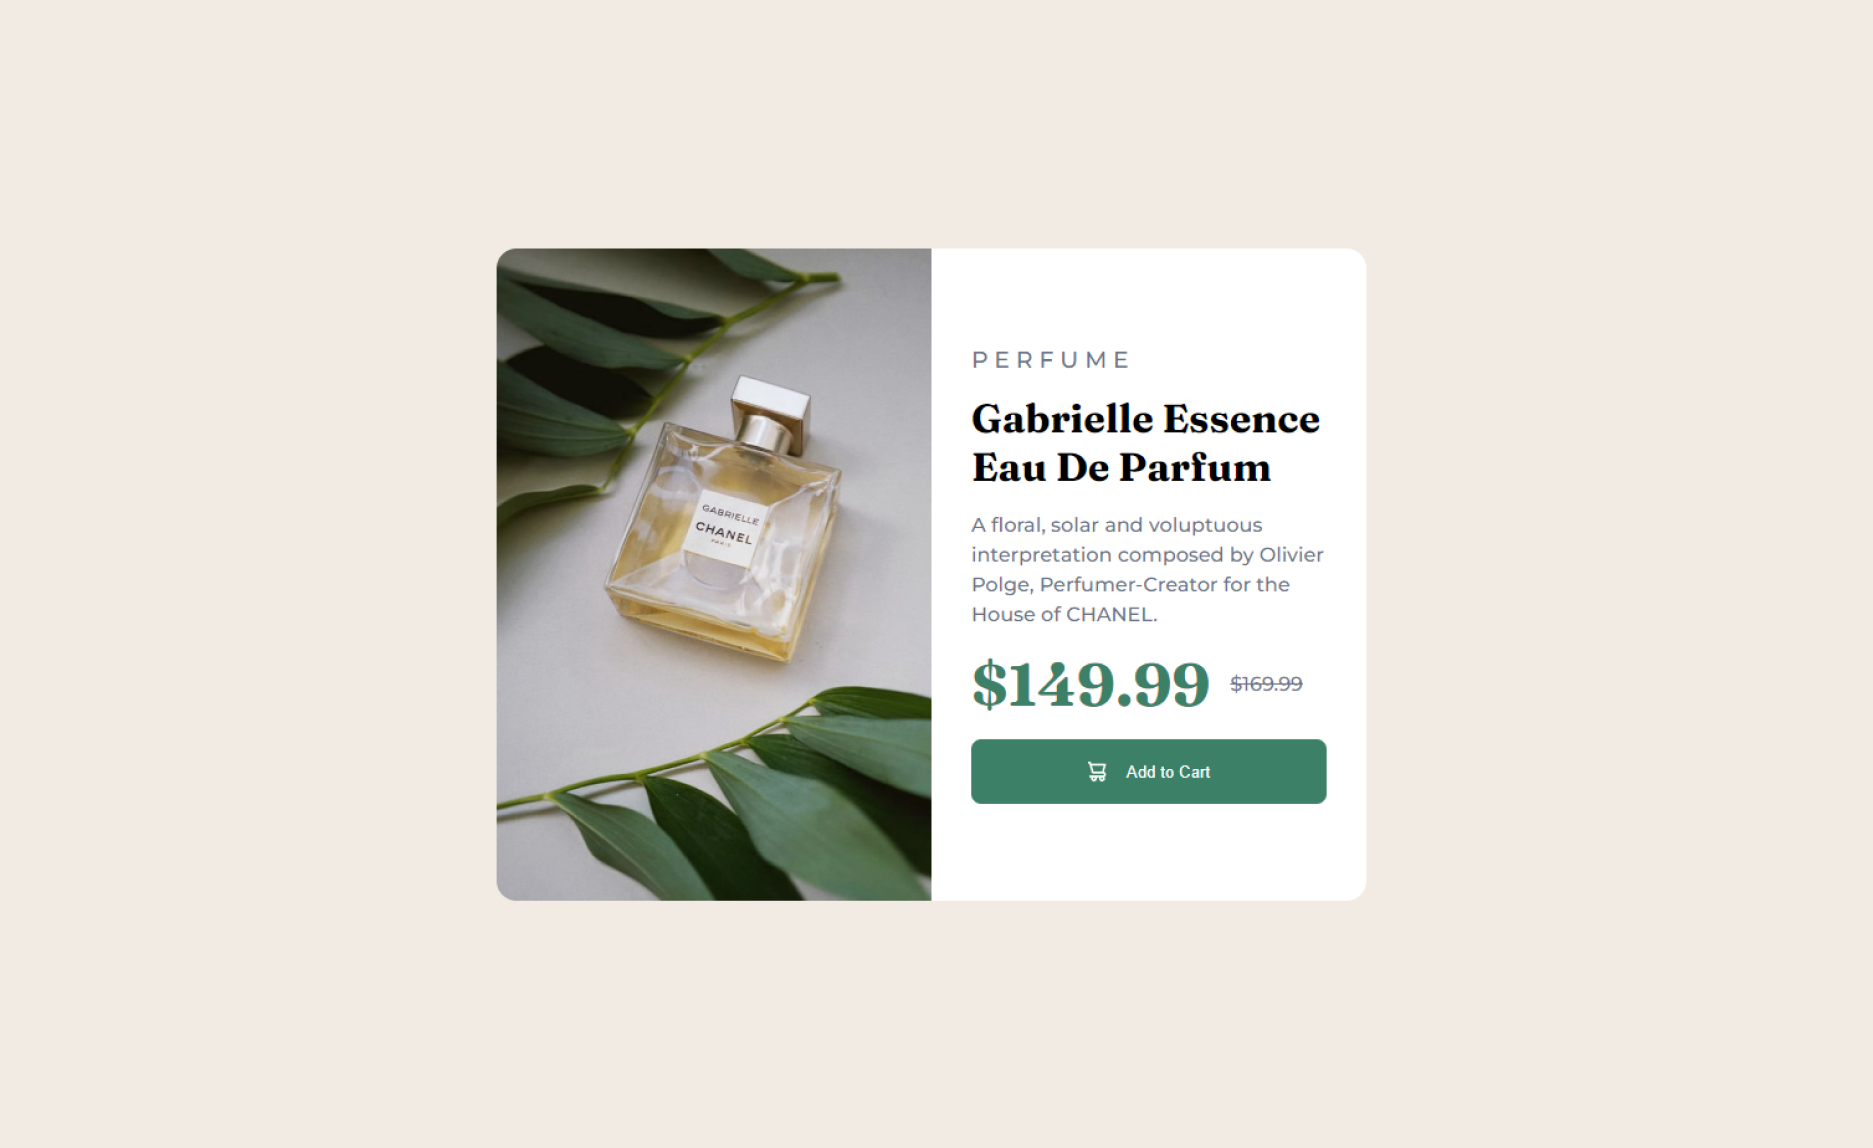 GABRIELLE
CHANEL
PARIS
PERFUME
Gabrielle Essence
Eau De Parfum
A floral, solar and voluptuous
interpretation composed by Olivier
Polge, Perfumer-Creator for the
House of CHANEL.
$149.99 $169.99
Add to Cart